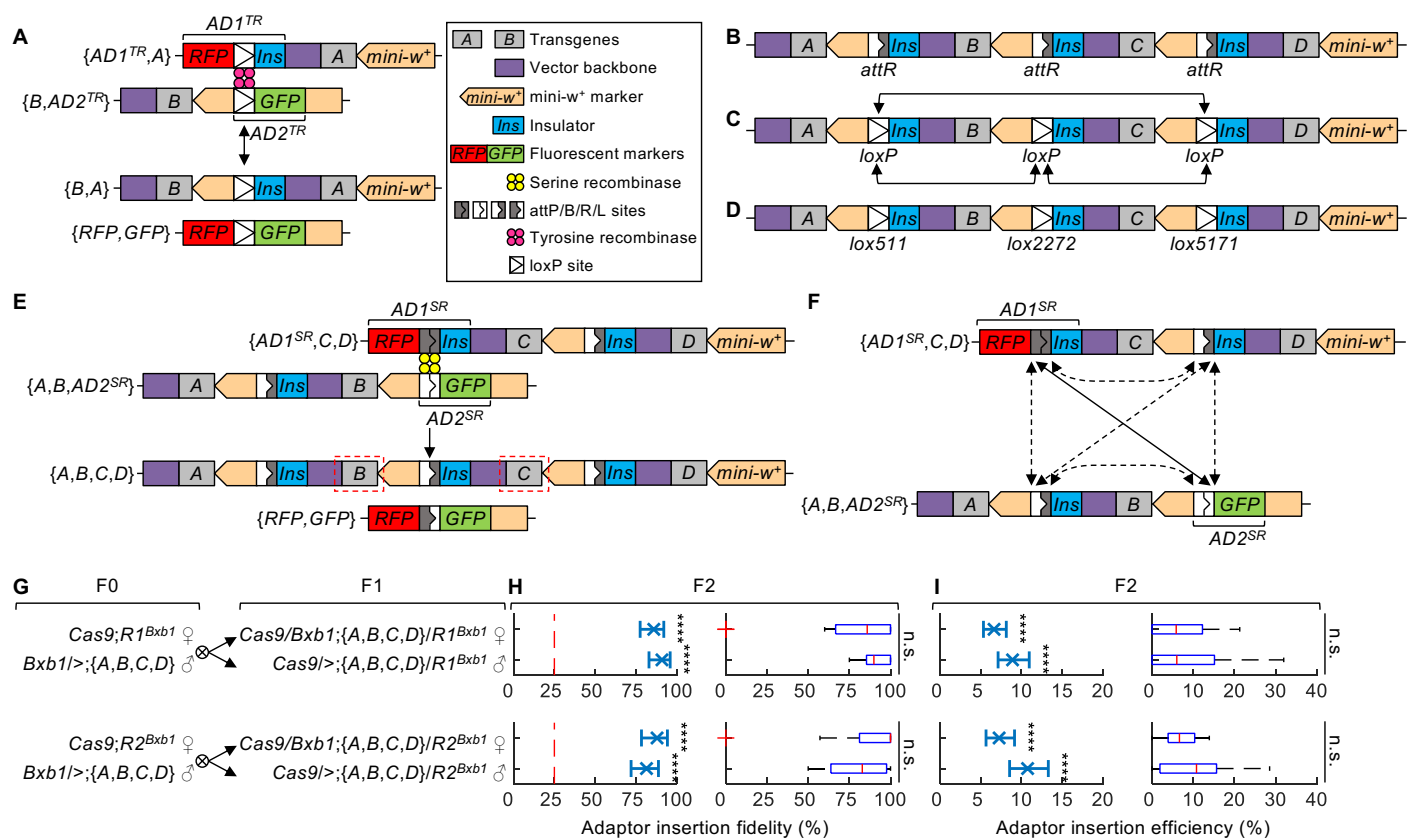 A
AD1^TR
{AD1^TR,A}
RFP
Ins
A
mini-w⁺
{B,AD2^TR}
B
GFP
AD2^TR
{B,A}
B
Ins
A
mini-w⁺
{RFP,GFP}
RFP
GFP
A
B
Transgenes
Vector backbone
mini-w⁺
mini-w⁺ marker
Ins
Insulator
RFP
GFP
Fluorescent markers
Serine recombinase
attP/B/R/L sites
Tyrosine recombinase
loxP site
B
A
Ins
B
Ins
C
Ins
D
mini-w⁺
attR
attR
attR
C
A
Ins
B
Ins
C
Ins
D
mini-w⁺
loxP
loxP
loxP
D
A
Ins
B
Ins
C
Ins
D
mini-w⁺
lox511
lox2272
lox5171
E
AD1^SR
{AD1^SR,C,D}
RFP
Ins
C
Ins
D
mini-w⁺
{A,B,AD2^SR}
A
Ins
B
GFP
AD2^SR
{A,B,C,D}
A
Ins
B
Ins
C
Ins
D
mini-w⁺
{RFP,GFP}
RFP
GFP
F
AD1^SR
{AD1^SR,C,D}
RFP
Ins
C
Ins
D
mini-w⁺
{A,B,AD2^SR}
A
Ins
B
GFP
AD2^SR
G
F0
F1
Cas9;R1^Bxb1 ♀
Bxb1/>;{A,B,C,D} ♂
Cas9/Bxb1;{A,B,C,D}/R1^Bxb1 ♀
Cas9/>;{A,B,C,D}/R1^Bxb1 ♂
Cas9;R2^Bxb1 ♀
Bxb1/>;{A,B,C,D} ♂
Cas9/Bxb1;{A,B,C,D}/R2^Bxb1 ♀
Cas9/>;{A,B,C,D}/R2^Bxb1 ♂
H
F2
****
****
n.s.
0 25 50 75 100
0 25 50 75 100
****
****
n.s.
0 25 50 75 100
0 25 50 75 100
Adaptor insertion fidelity (%)
I
F2
****
****
n.s.
0 5 10 15 20
0 10 20 30 40
****
****
n.s.
0 5 10 15 20
0 10 20 30 40
Adaptor insertion efficiency (%)